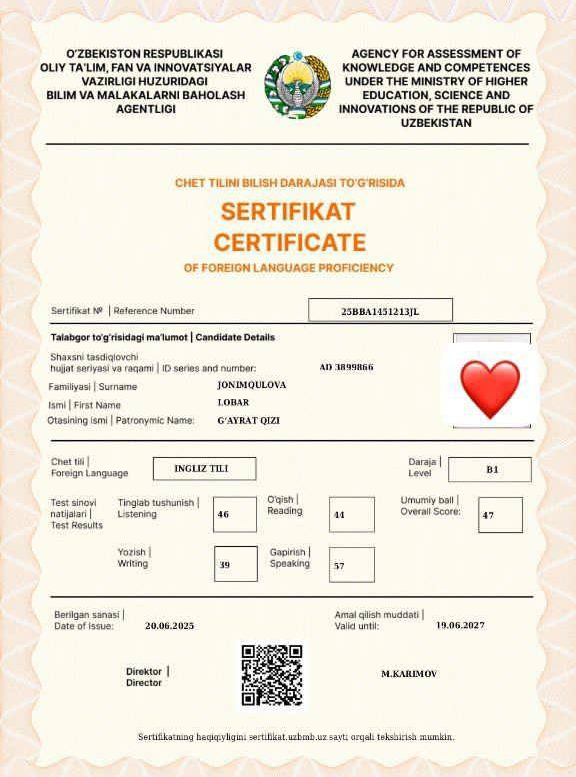 O'ZBEKISTON RESPUBLIKASI
OLIY TA'LIM, FAN VA INNOVATSIYALAR
VAZIRLIGI HUZURIDAGI
BILIM VA MALAKALARNI BAHOLASH
AGENTLIGI
AGENCY FOR ASSESSMENT OF
KNOWLEDGE AND COMPETENCES
UNDER THE MINISTRY OF HIGHER
EDUCATION, SCIENCE AND
INNOVATIONS OF THE REPUBLIC OF
UZBEKISTAN
CHET TILINI BILISH DARAJASI TO'G'RISIDA
SERTIFIKAT
CERTIFICATE
OF FOREIGN LANGUAGE PROFICIENCY
Sertifikat № | Reference Number
25BBA1451213JL
Talabgor to'g'risidagi ma'lumot | Candidate Details
Shaxsni tasdiqlovchi
hujjat seriyasi va raqami | ID series and number:
AD 3899866
Familiyasi | Surname
JONIMQULOVA
Ismi | First Name
LOBAR
Otasining ismi | Patronymic Name:
G'AYRAT QIZI
Chet tili |
Foreign Language
INGLIZ TILI
Daraja |
Level
B1
Test sinovi
natijalari |
Test Results
Tinglab tushunish |
Listening
46
O'qish |
Reading
44
Umumiy ball |
Overall Score:
47
Yozish |
Writing
39
Gapirish |
Speaking
57
Berilgan sanasi |
Date of Issue:
20.06.2025
Amal qilish muddati |
Valid until:
19.06.2027
Direktor |
Director
M.KARIMOV
Sertifikatning haqiqiyligini sertifikat.uzbmb.uz sayti orqali tekshirish mumkin.